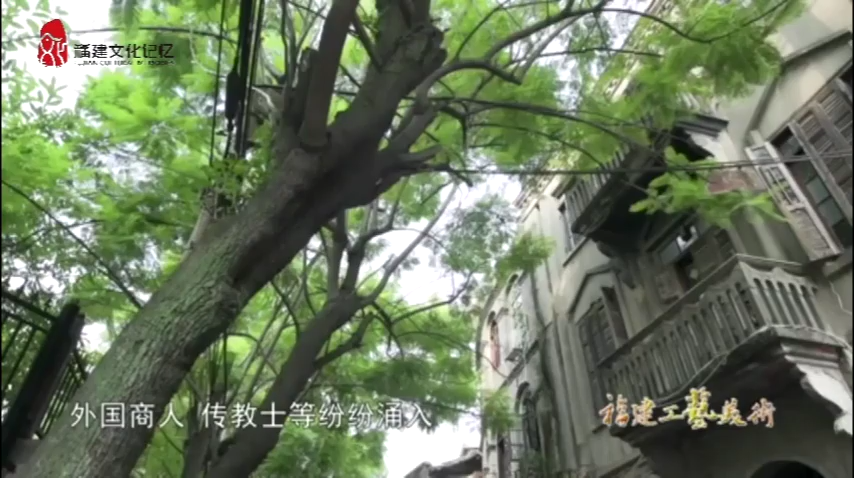 福建文化记忆
外国商人 传教士等纷纷涌入
福建工艺美術